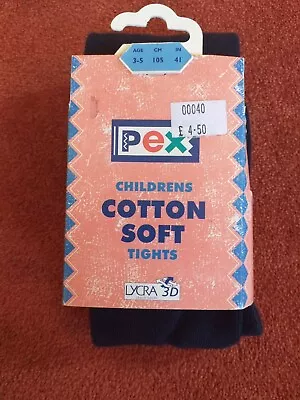 AGE CM IN
3-5 105 41
00040
£ 4.50
Pex
CHILDRENS
COTTON
SOFT
TIGHTS
LYCRA 3D